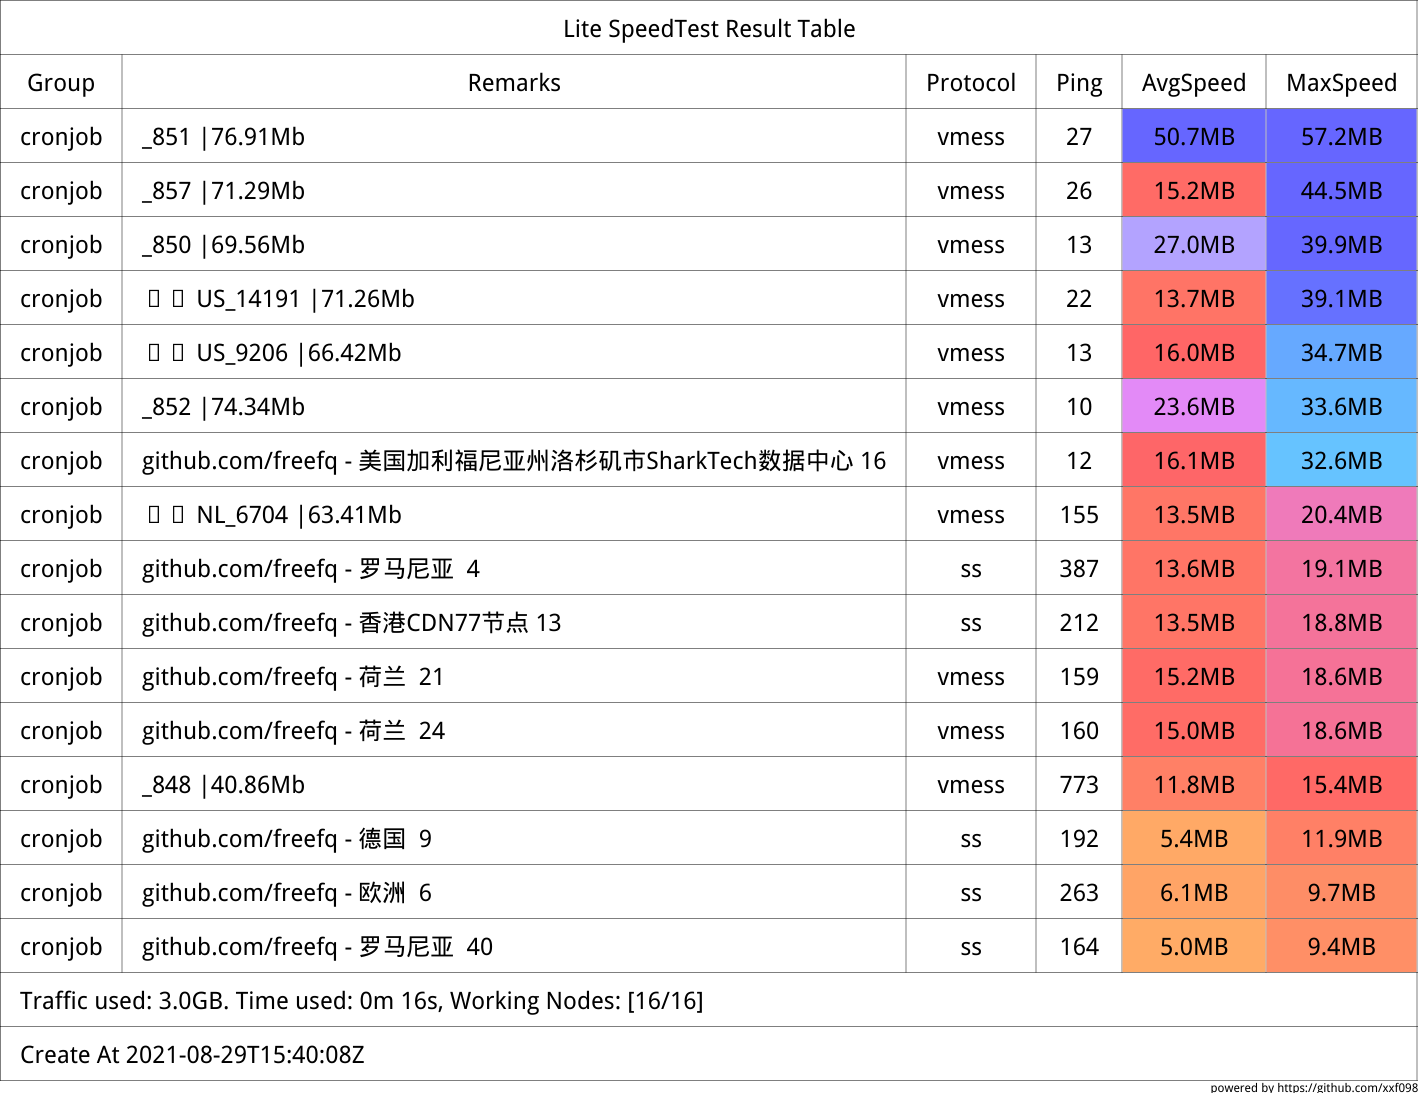 Lite SpeedTest Result Table
Group Remarks Protocol Ping AvgSpeed MaxSpeed
cronjob _851 |76.91Mb vmess 27 50.7MB 57.2MB
cronjob _857 |71.29Mb vmess 26 15.2MB 44.5MB
cronjob _850 |69.56Mb vmess 13 27.0MB 39.9MB
cronjob US_14191 |71.26Mb vmess 22 13.7MB 39.1MB
cronjob US_9206 |66.42Mb vmess 13 16.0MB 34.7MB
cronjob _852 |74.34Mb vmess 10 23.6MB 33.6MB
cronjob github.com/freefq - 美国加利福尼亚州洛杉矶市SharkTech数据中心 16 vmess 12 16.1MB 32.6MB
cronjob NL_6704 |63.41Mb vmess 155 13.5MB 20.4MB
cronjob github.com/freefq - 罗马尼亚 4 ss 387 13.6MB 19.1MB
cronjob github.com/freefq - 香港CDN77节点 13 ss 212 13.5MB 18.8MB
cronjob github.com/freefq - 荷兰 21 vmess 159 15.2MB 18.6MB
cronjob github.com/freefq - 荷兰 24 vmess 160 15.0MB 18.6MB
cronjob _848 |40.86Mb vmess 773 11.8MB 15.4MB
cronjob github.com/freefq - 德国 9 ss 192 5.4MB 11.9MB
cronjob github.com/freefq - 欧洲 6 ss 263 6.1MB 9.7MB
cronjob github.com/freefq - 罗马尼亚 40 ss 164 5.0MB 9.4MB
Traffic used: 3.0GB. Time used: 0m 16s, Working Nodes: [16/16]
Create At 2021-08-29T15:40:08Z
powered by https://github.com/xxf098